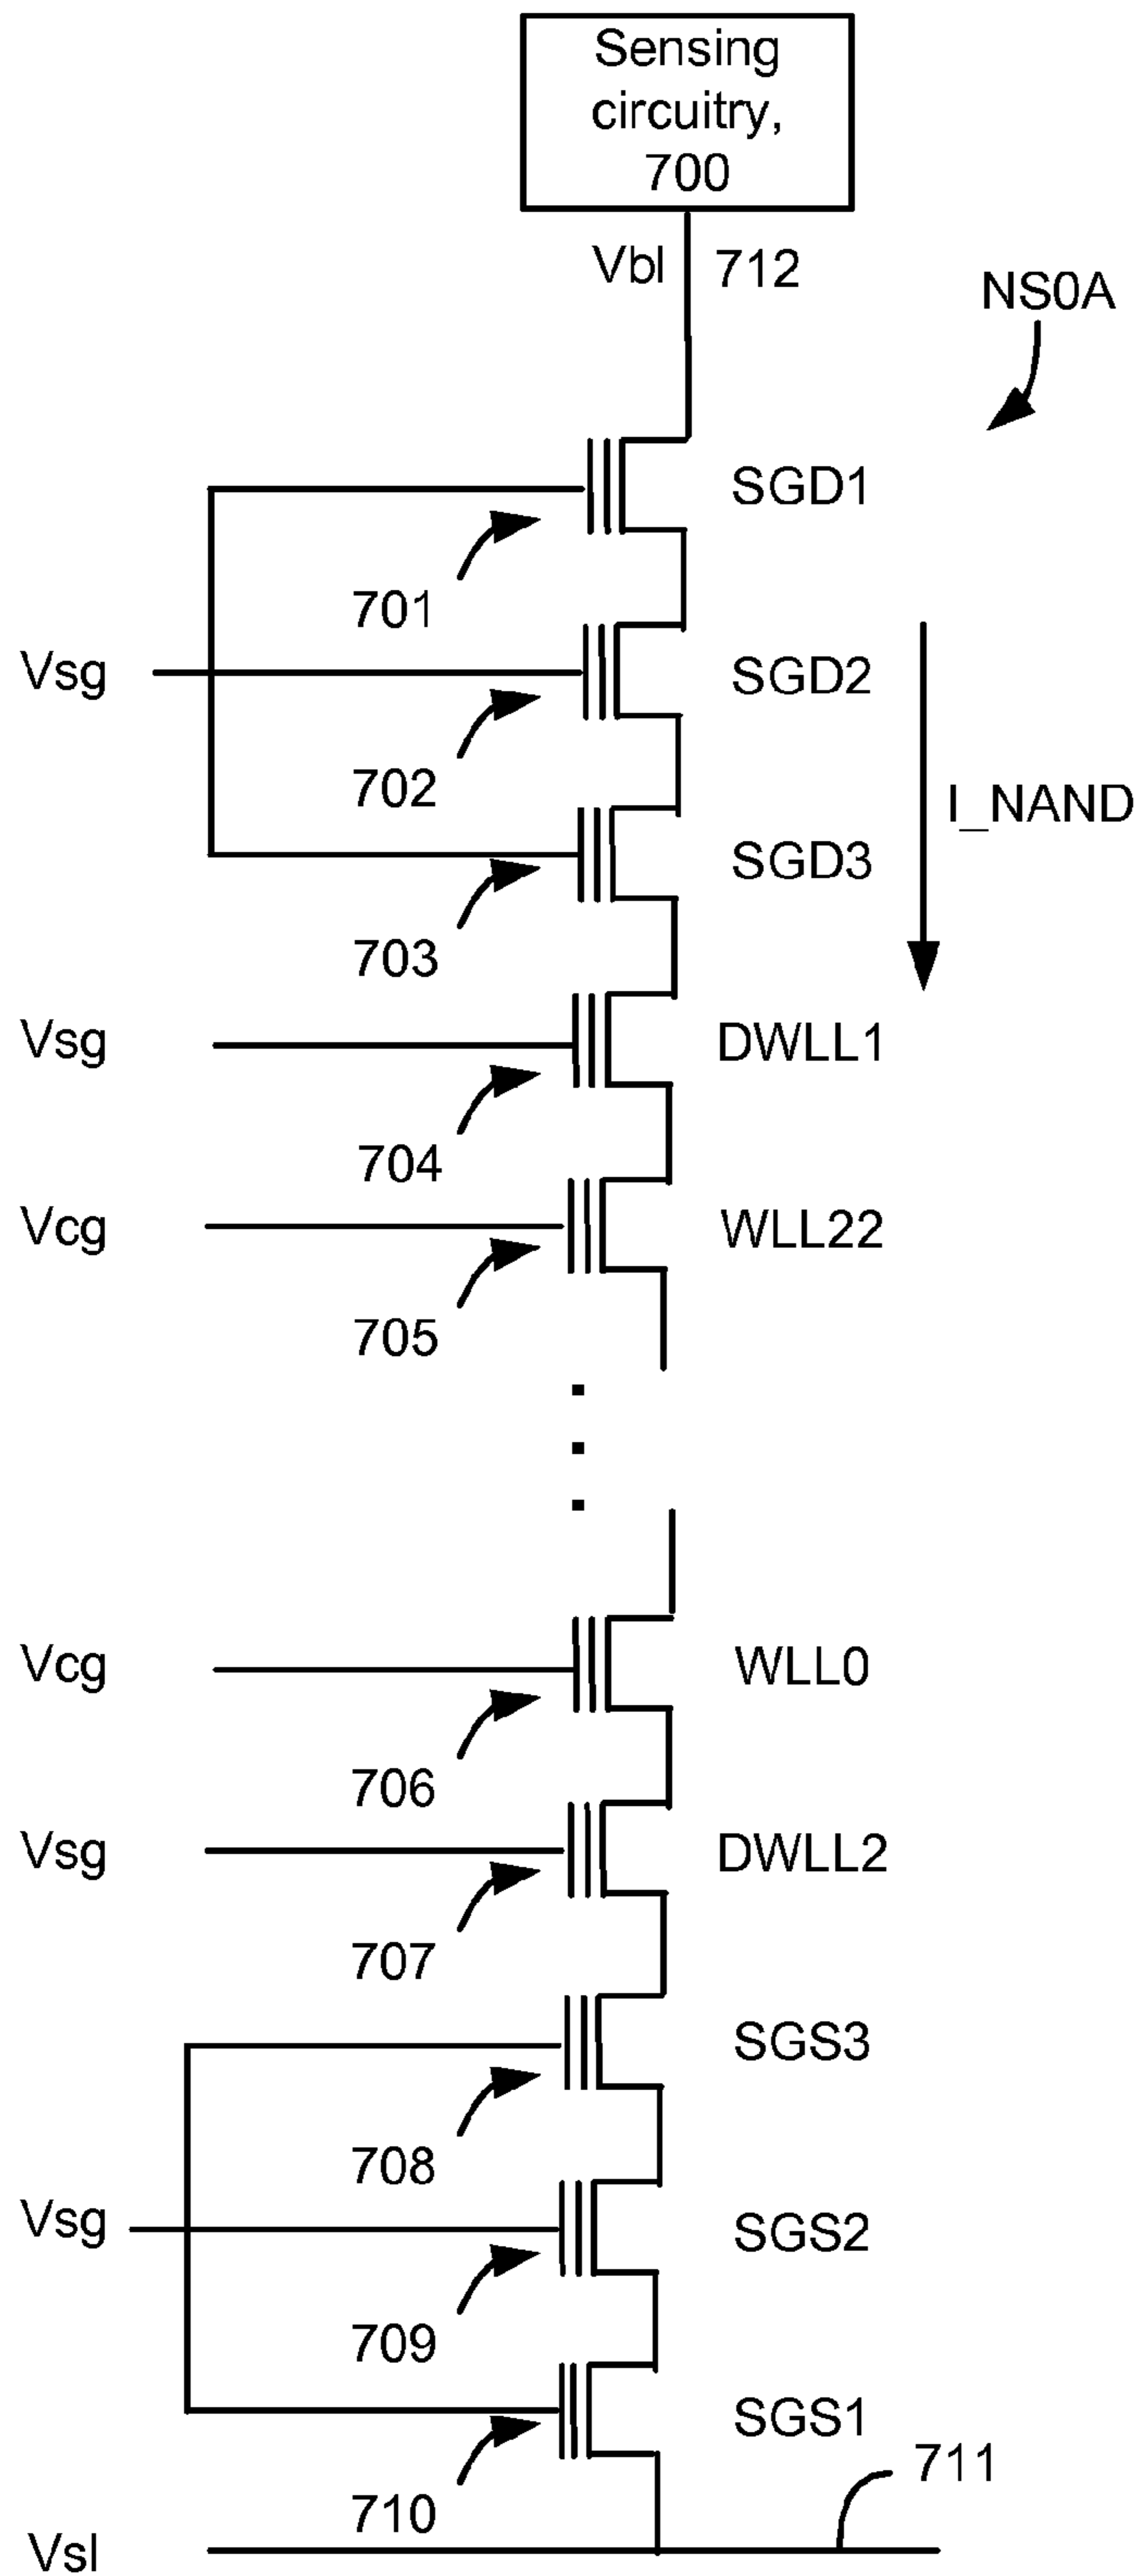 Sensing
circuitry,
700
Vbl 712
NS0A
SGD1
701
Vsg
SGD2
702
I_NAND
SGD3
703
Vsg
DWLL1
704
Vcg
WLL22
705
Vcg
WLL0
706
Vsg
DWLL2
707
SGS3
708
Vsg
SGS2
709
SGS1
711
710
Vsl